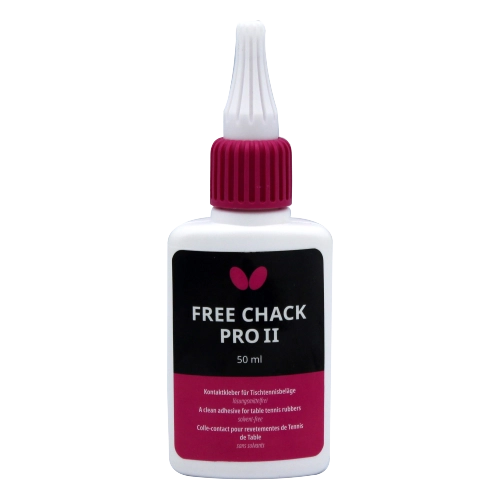 FREE CHACK
PRO II
50 ml
Kontaktkleber für Tischtennisbeläge
lösungsmittelfrei
A clean adhesive for table tennis rubbers
solvent-free
Colle-contact pour revetements de Tennis
de Table
sans solvants